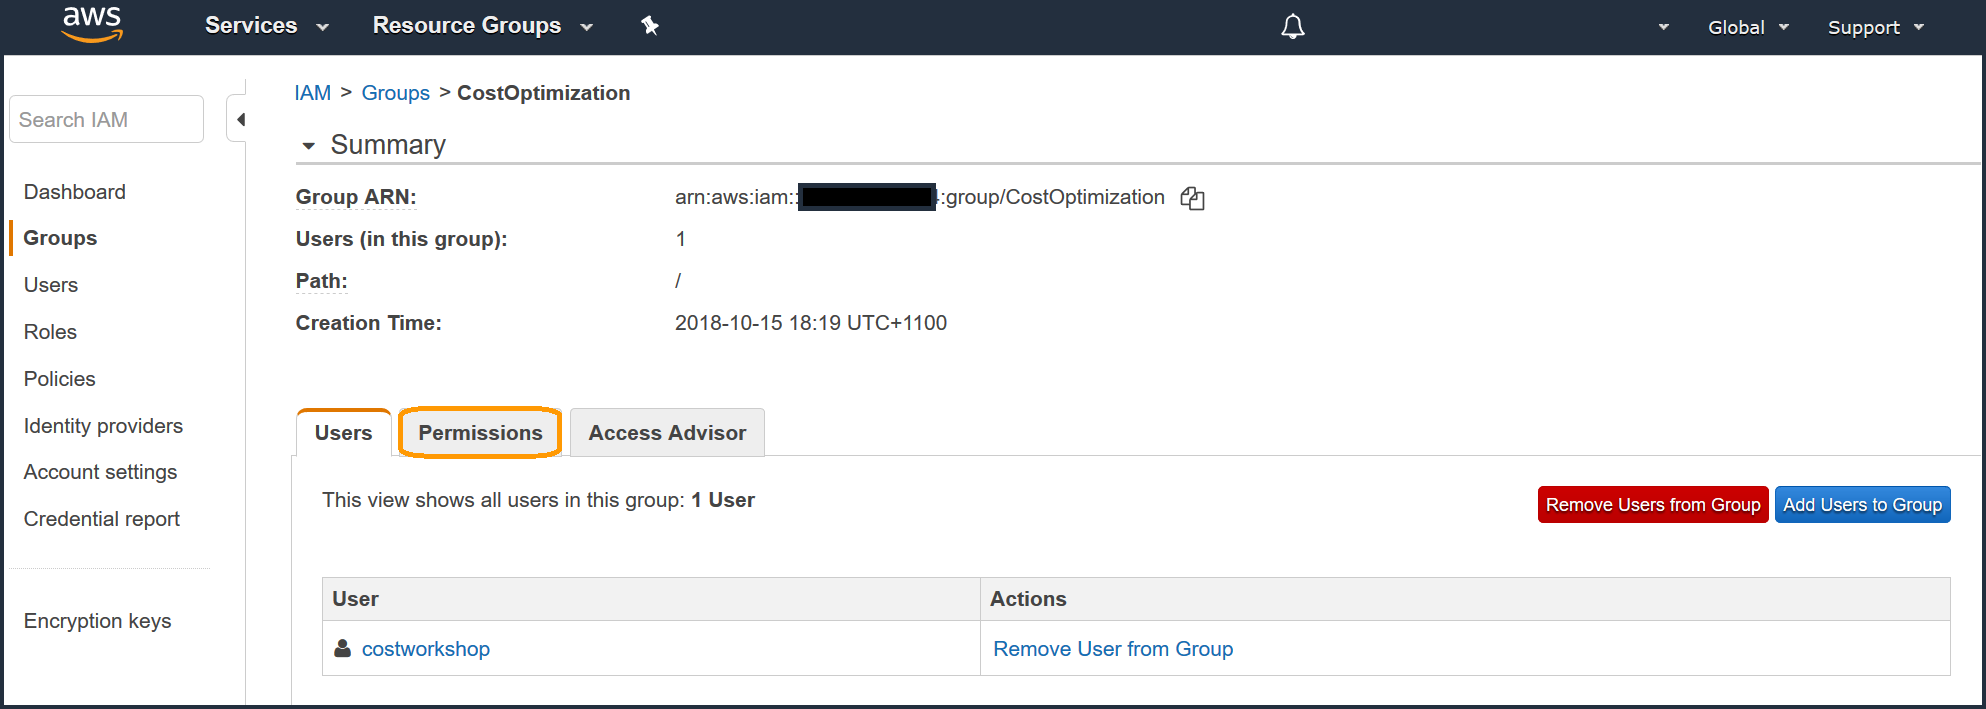 aws Services Resource Groups Global Support
Search IAM
Dashboard
Groups
Users
Roles
Policies
Identity providers
Account settings
Credential report
Encryption keys
IAM > Groups > CostOptimization
Summary
Group ARN: arn:aws:iam:: :group/CostOptimization
Users (in this group): 1
Path: /
Creation Time: 2018-10-15 18:19 UTC+1100
Users Permissions Access Advisor
This view shows all users in this group: 1 User
Remove Users from Group Add Users to Group
User Actions
costworkshop Remove User from Group